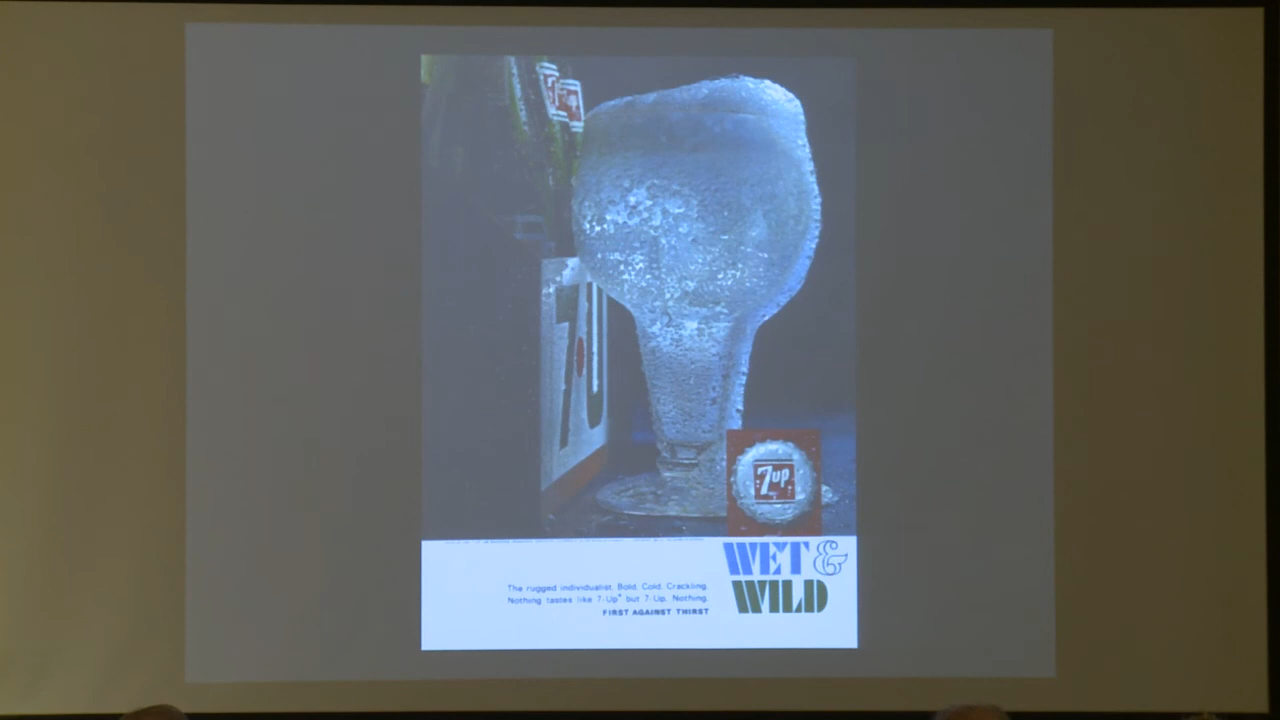 7up
7U
7up
WET &
WILD
The rugged individualist. Bold. Cold. Crackling.
Nothing tastes like 7-Up® but 7-Up. Nothing.
FIRST AGAINST THIRST